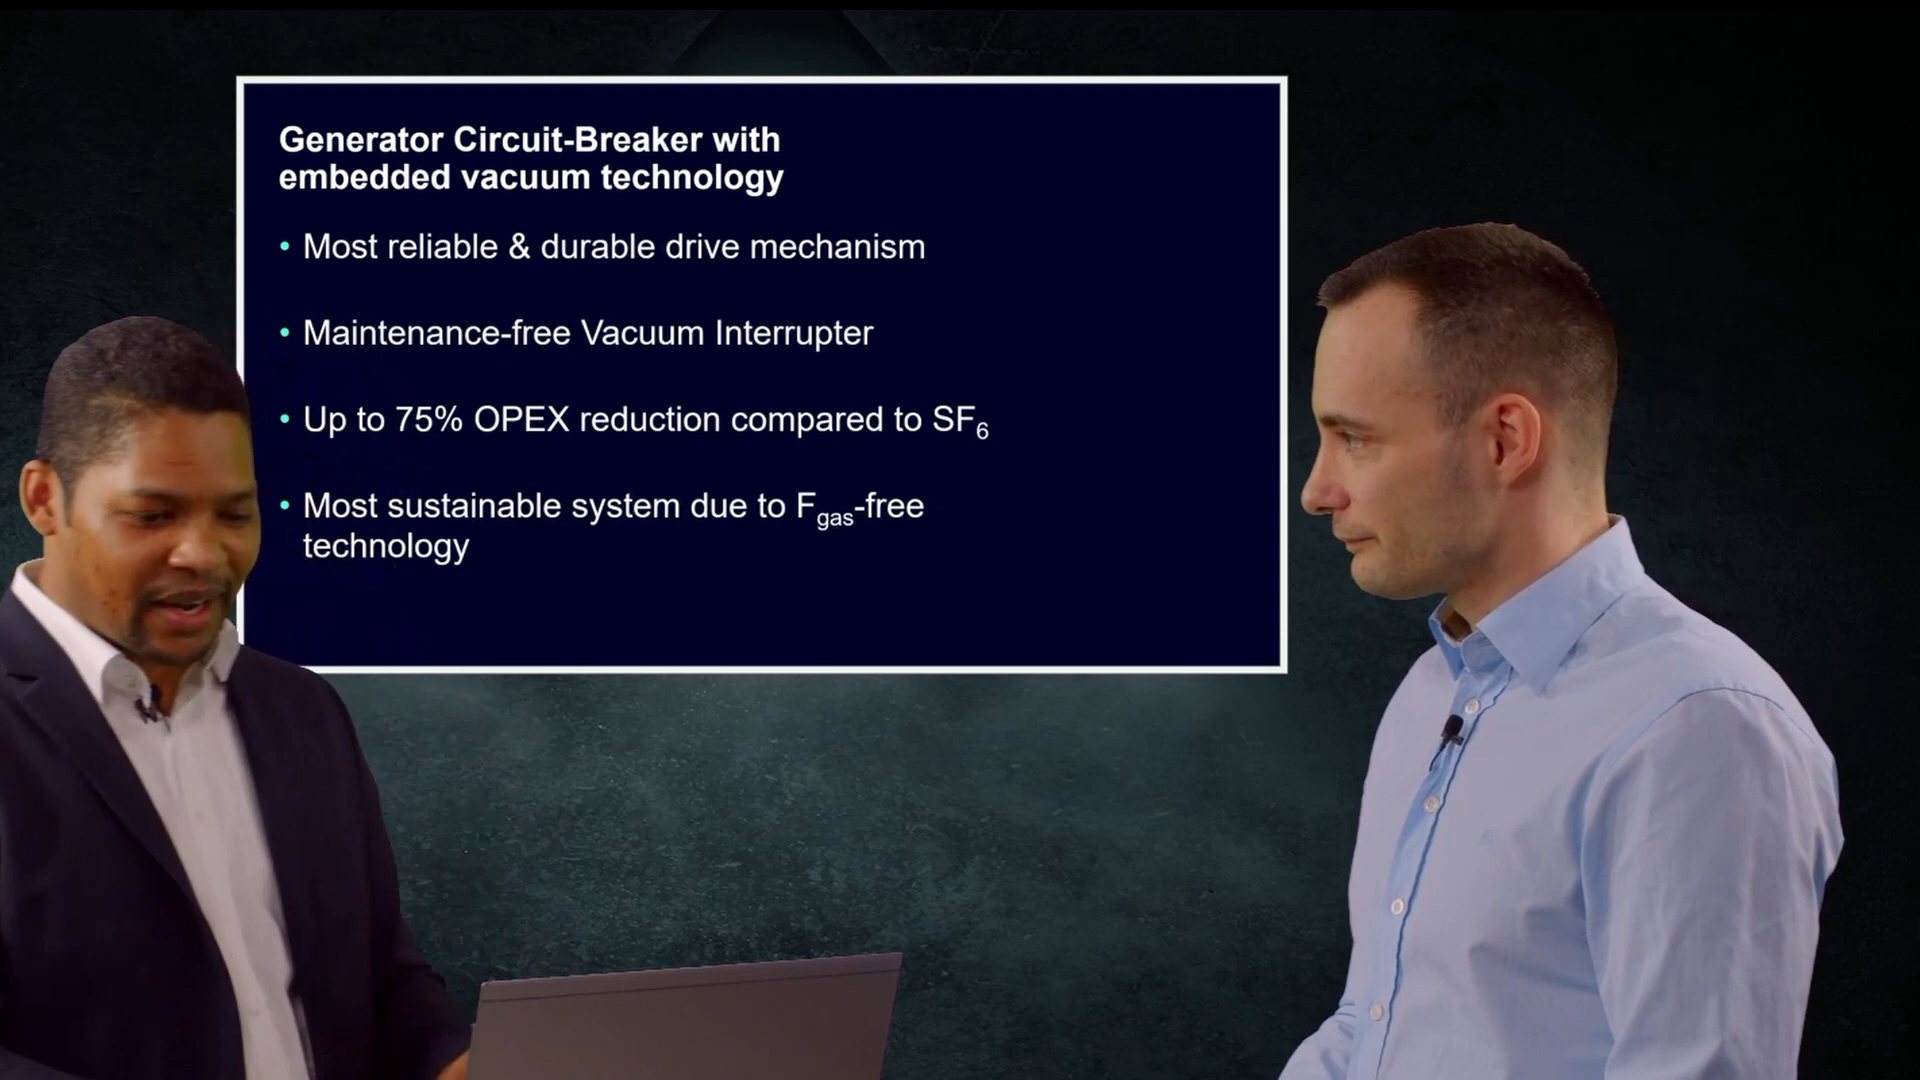 Generator Circuit-Breaker with
embedded vacuum technology
• Most reliable & durable drive mechanism
• Maintenance-free Vacuum Interrupter
• Up to 75% OPEX reduction compared to SF₆
• Most sustainable system due to Fgas-free
technology